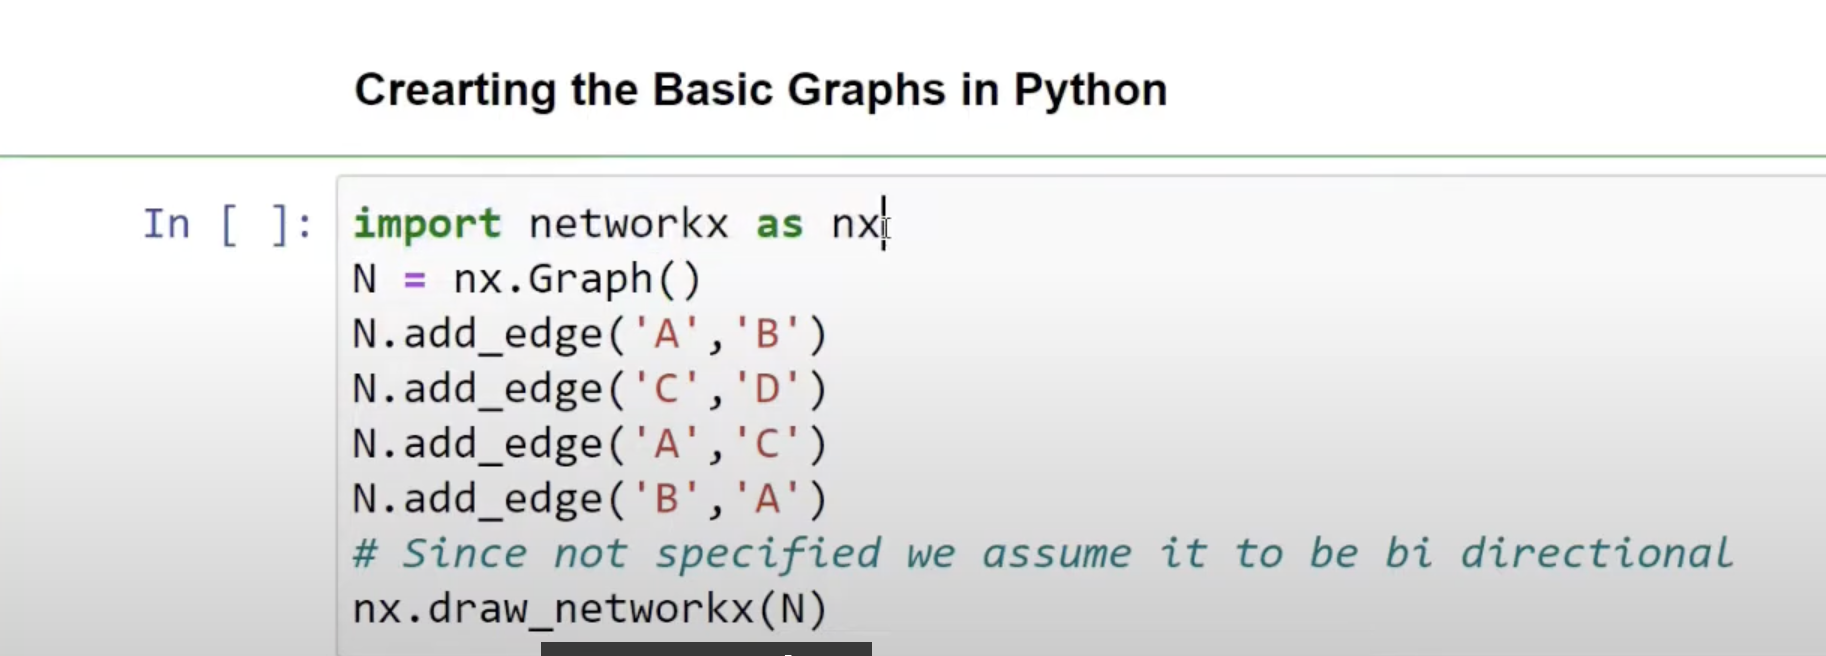 Crearting the Basic Graphs in Python
In [ ]: import networkx as nx
N = nx.Graph()
N.add_edge('A','B')
N.add_edge('C','D')
N.add_edge('A','C')
N.add_edge('B','A')
# Since not specified we assume it to be bi directional
nx.draw_networkx(N)